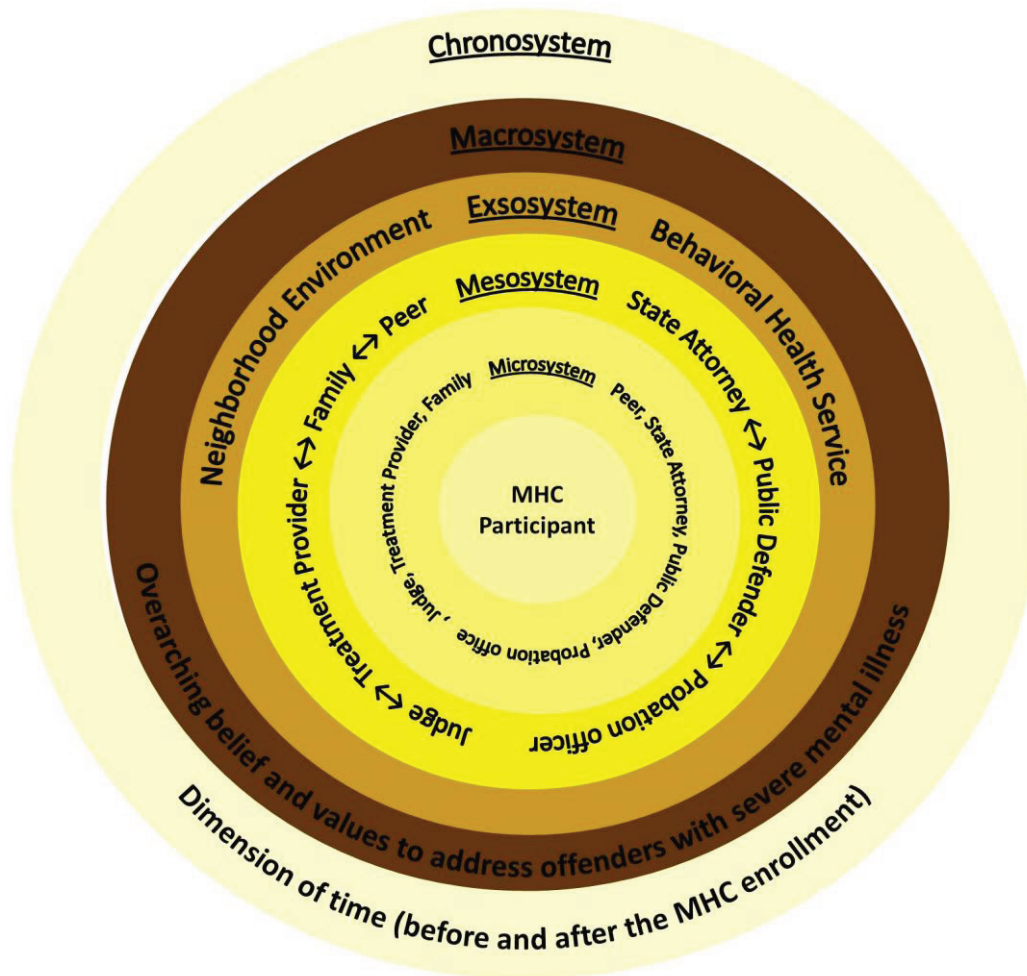 Chronosystem
Macrosystem
Exsosystem
Neighborhood Environment
Behavioral Health Service
Mesosystem
Judge ↔ Treatment Provider ↔ Family ↔ Peer
State Attorney ↔ Public Defender ↔ Probation officer
Microsystem
, Judge, Treatment Provider, Family
Peer, State Attorney, Public Defender, Probation office
MHC
Participant
Overarching belief and values to address offenders with severe mental illness
Dimension of time (before and after the MHC enrollment)